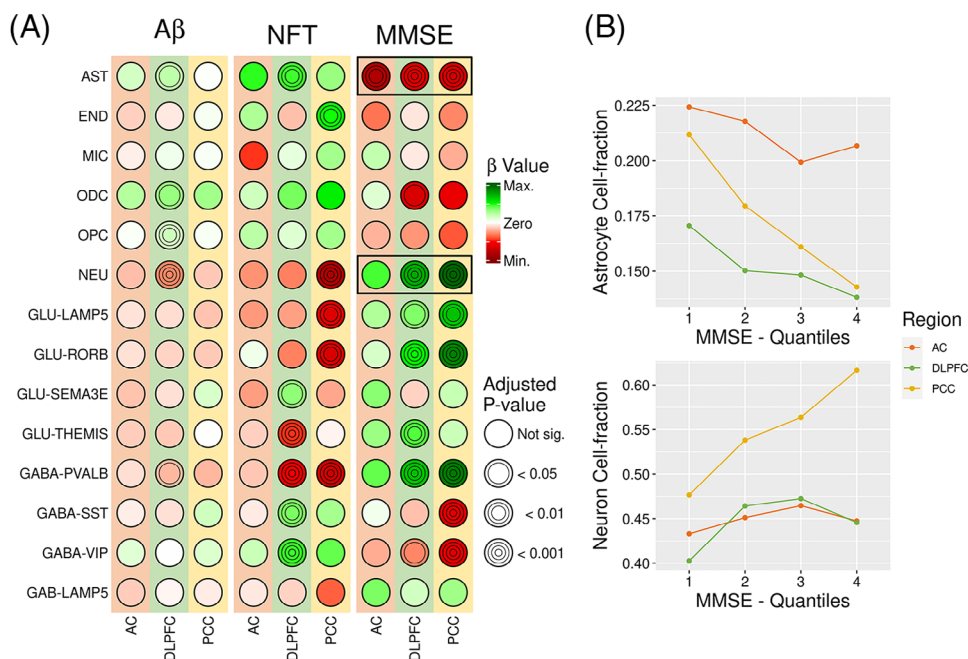 (A)
Aβ NFT MMSE
AST
END
MIC
ODC
OPC
NEU
GLU-LAMP5
GLU-RORB
GLU-SEMA3E
GLU-THEMIS
GABA-PVALB
GABA-SST
GABA-VIP
GAB-LAMP5
AC DLPFC PCC AC DLPFC PCC AC DLPFC PCC
β Value
Max.
Zero
Min.
Adjusted
P-value
Not sig.
< 0.05
< 0.01
< 0.001
(B)
Astrocyte Cell-fraction
0.225
0.200
0.175
0.150
1 2 3 4
MMSE - Quantiles
Neuron Cell-fraction
0.60
0.55
0.50
0.45
0.40
1 2 3 4
MMSE - Quantiles
Region
AC
DLPFC
PCC